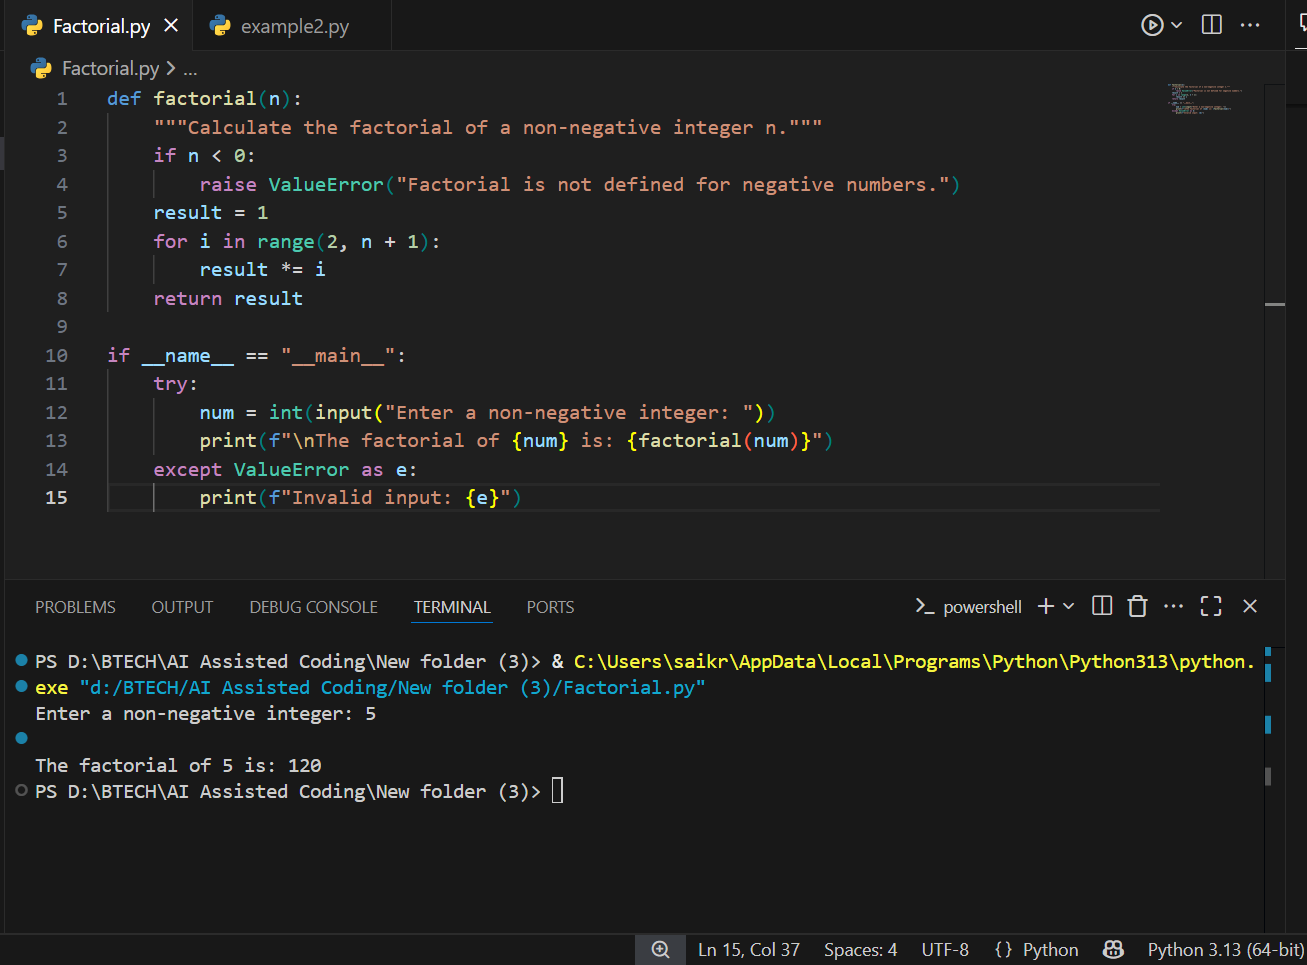 Factorial.py
example2.py
Factorial.py > ...
1 def factorial(n):
2     """Calculate the factorial of a non-negative integer n."""
3     if n < 0:
4         raise ValueError("Factorial is not defined for negative numbers.")
5     result = 1
6     for i in range(2, n + 1):
7         result *= i
8     return result
9
10 if __name__ == "__main__":
11     try:
12         num = int(input("Enter a non-negative integer: "))
13         print(f"\nThe factorial of {num} is: {factorial(num)}")
14     except ValueError as e:
15         print(f"Invalid input: {e}")
PROBLEMS OUTPUT DEBUG CONSOLE TERMINAL PORTS powershell
PS D:\BTECH\AI Assisted Coding\New folder (3)> & C:\Users\saikr\AppData\Local\Programs\Python\Python313\python.
exe "d:/BTECH/AI Assisted Coding/New folder (3)/Factorial.py"
Enter a non-negative integer: 5
The factorial of 5 is: 120
PS D:\BTECH\AI Assisted Coding\New folder (3)>
Ln 15, Col 37 Spaces: 4 UTF-8 {} Python Python 3.13 (64-bit)